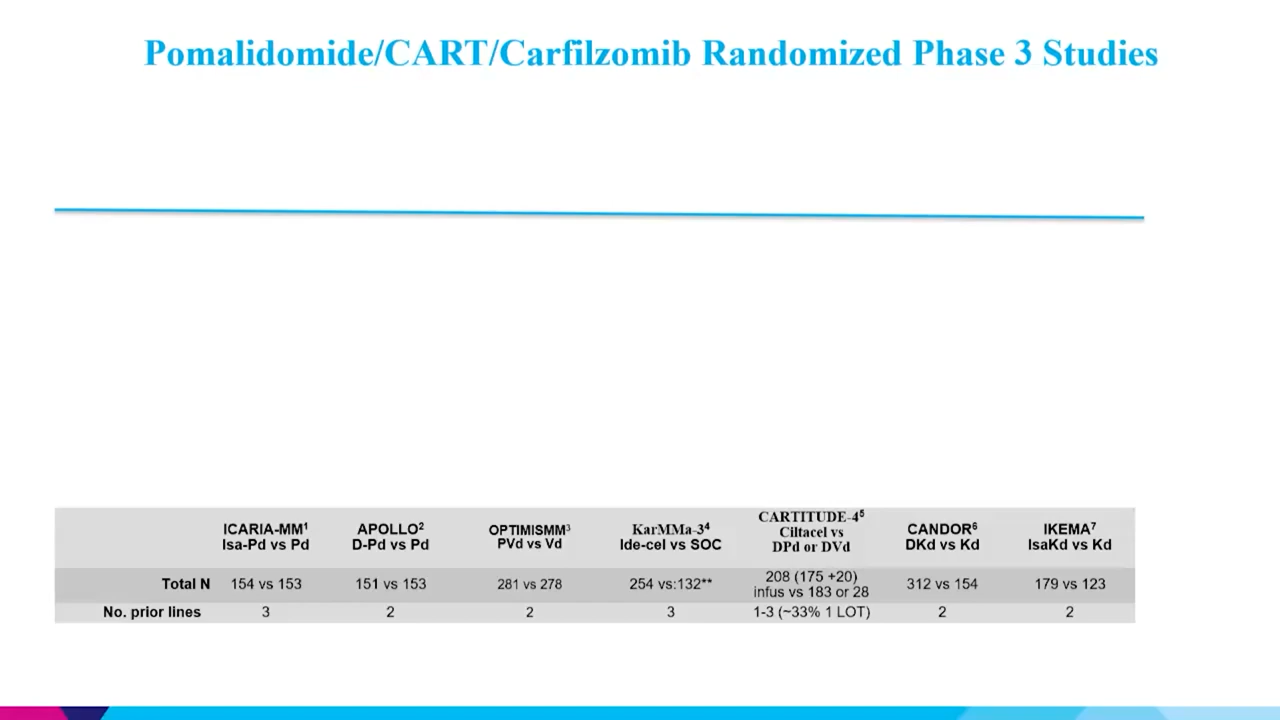 Pomalidomide/CART/Carfilzomib Randomized Phase 3 Studies
ICARIA-MM1 APOLLO2 OPTIMISMM3 KarMMa-34 CARTITUDE-45 CANDOR6 IKEMA7
Isa-Pd vs Pd D-Pd vs Pd PVd vs Vd Ide-cel vs SOC Ciltacel vs DKd vs Kd IsaKd vs Kd
DPd or DVd
Total N 154 vs 153 151 vs 153 281 vs 278 254 vs:132** 208 (175 +20) 312 vs 154 179 vs 123
infus vs 183 or 28
No. prior lines 3 2 2 3 1-3 (~33% 1 LOT) 2 2